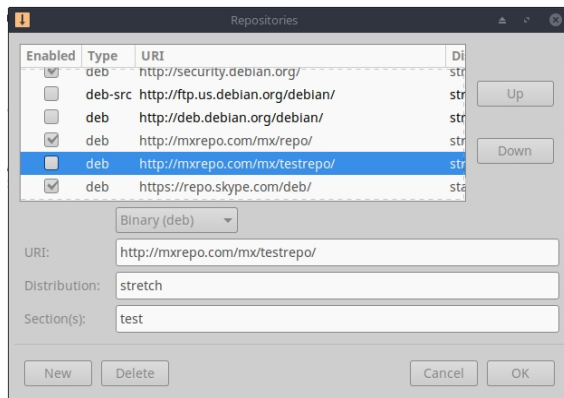 Repositories
Enabled Type URI Di
deb http://security.debian.org/ str
deb-src http://ftp.us.debian.org/debian/ str
deb http://deb.debian.org/debian/ str
deb http://mxrepo.com/mx/repo/ str
deb http://mxrepo.com/mx/testrepo/ str
deb https://repo.skype.com/deb/ sta
Up
Down
Binary (deb)
URI: http://mxrepo.com/mx/testrepo/
Distribution: stretch
Section(s): test
New Delete Cancel OK